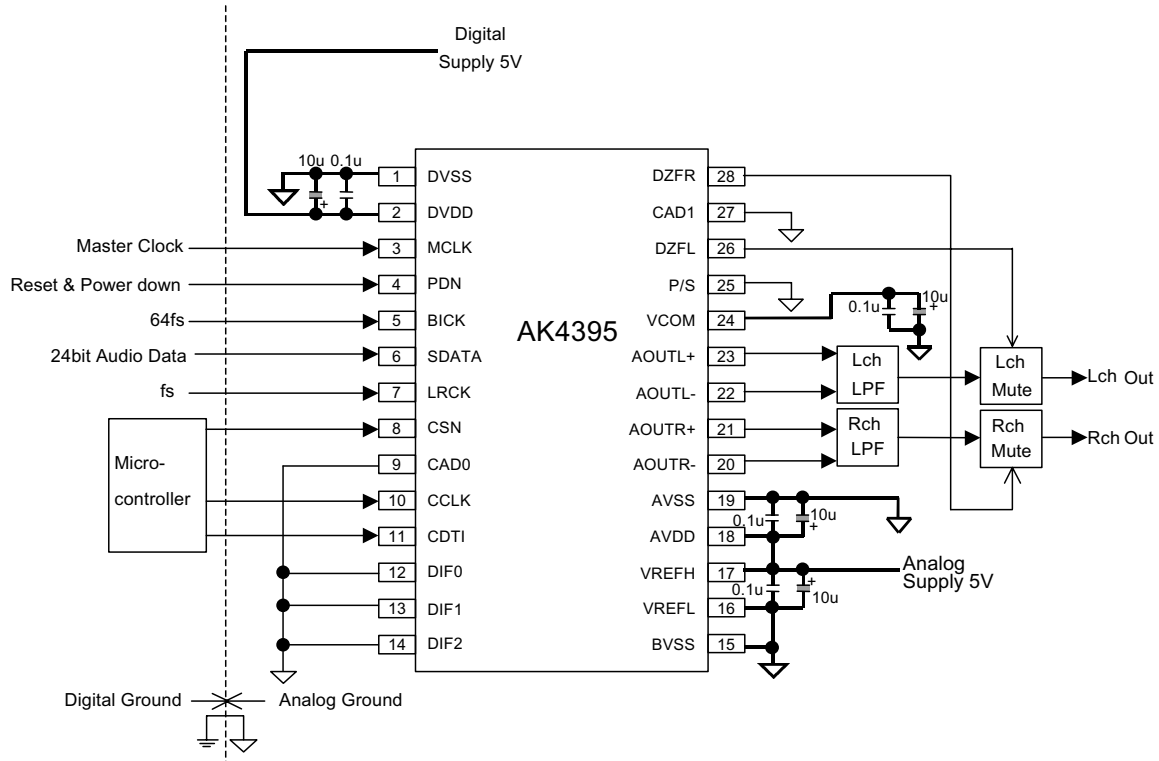 Digital
Supply 5V
10u 0.1u
+
1 DVSS
2 DVDD
Master Clock
3 MCLK
Reset & Power down
4 PDN
64fs
5 BICK
24bit Audio Data
6 SDATA
fs
7 LRCK
8 CSN
9 CAD0
Micro-
controller
10 CCLK
11 CDTI
12 DIF0
13 DIF1
14 DIF2
AK4395
DZFR 28
CAD1 27
DZFL 26
P/S 25
VCOM 24
0.1u
10u
+
AOUTL+ 23
AOUTL- 22
AOUTR+ 21
AOUTR- 20
Lch
LPF
Rch
LPF
Lch
Mute
Rch
Mute
Lch Out
Rch Out
AVSS 19
0.1u
10u
+
AVDD 18
VREFH 17
Analog
Supply 5V
0.1u
+
10u
VREFL 16
BVSS 15
Digital Ground
Analog Ground